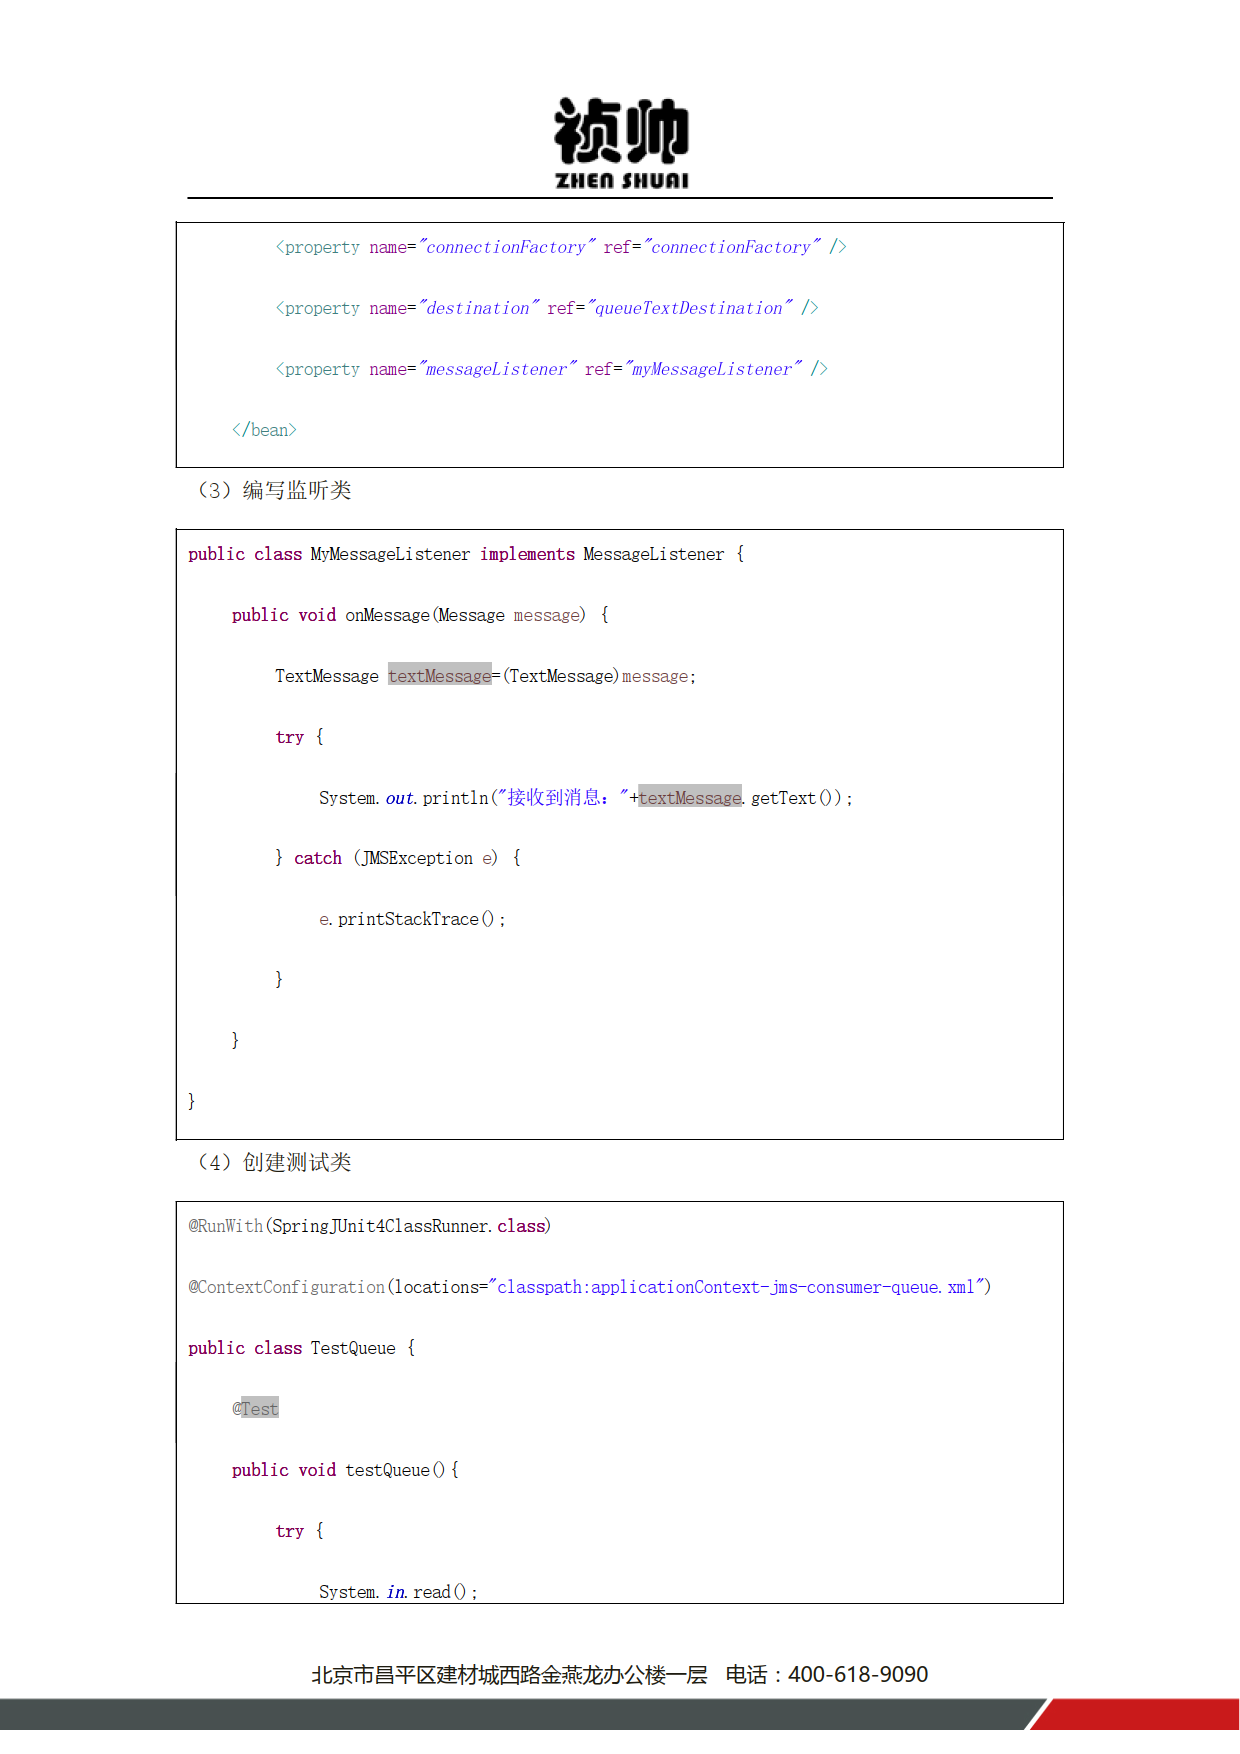 祯帅
ZHEN SHUAI
<property name="connectionFactory" ref="connectionFactory" />
<property name="destination" ref="queueTextDestination" />
<property name="messageListener" ref="myMessageListener" />
</bean>
（3）编写监听类
public class MyMessageListener implements MessageListener {
public void onMessage(Message message) {
TextMessage textMessage=(TextMessage)message;
try {
System.out.println("接收到消息："+textMessage.getText());
} catch (JMSException e) {
e.printStackTrace();
}
}
}
（4）创建测试类
@RunWith(SpringJUnit4ClassRunner.class)
@ContextConfiguration(locations="classpath:applicationContext-jms-consumer-queue.xml")
public class TestQueue {
@Test
public void testQueue(){
try {
System.in.read();
北京市昌平区建材城西路金燕龙办公楼一层 电话：400-618-9090